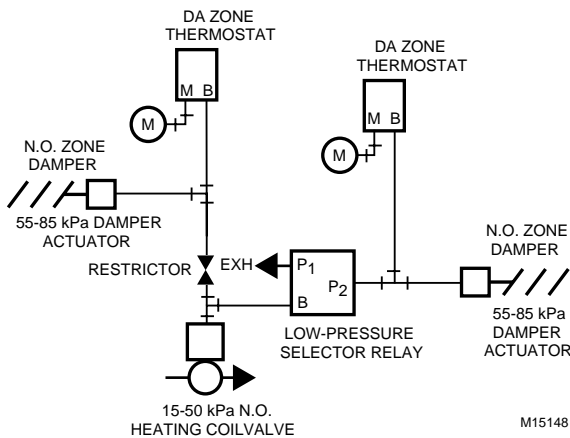 DA ZONE
THERMOSTAT
M B
M
DA ZONE
THERMOSTAT
M B
M
N.O. ZONE
DAMPER
55-85 kPa DAMPER
ACTUATOR
RESTRICTOR
EXH
P1
P2
B
LOW-PRESSURE
SELECTOR RELAY
N.O. ZONE
DAMPER
55-85 kPa
DAMPER
ACTUATOR
15-50 kPa N.O.
HEATING COILVALVE
M15148